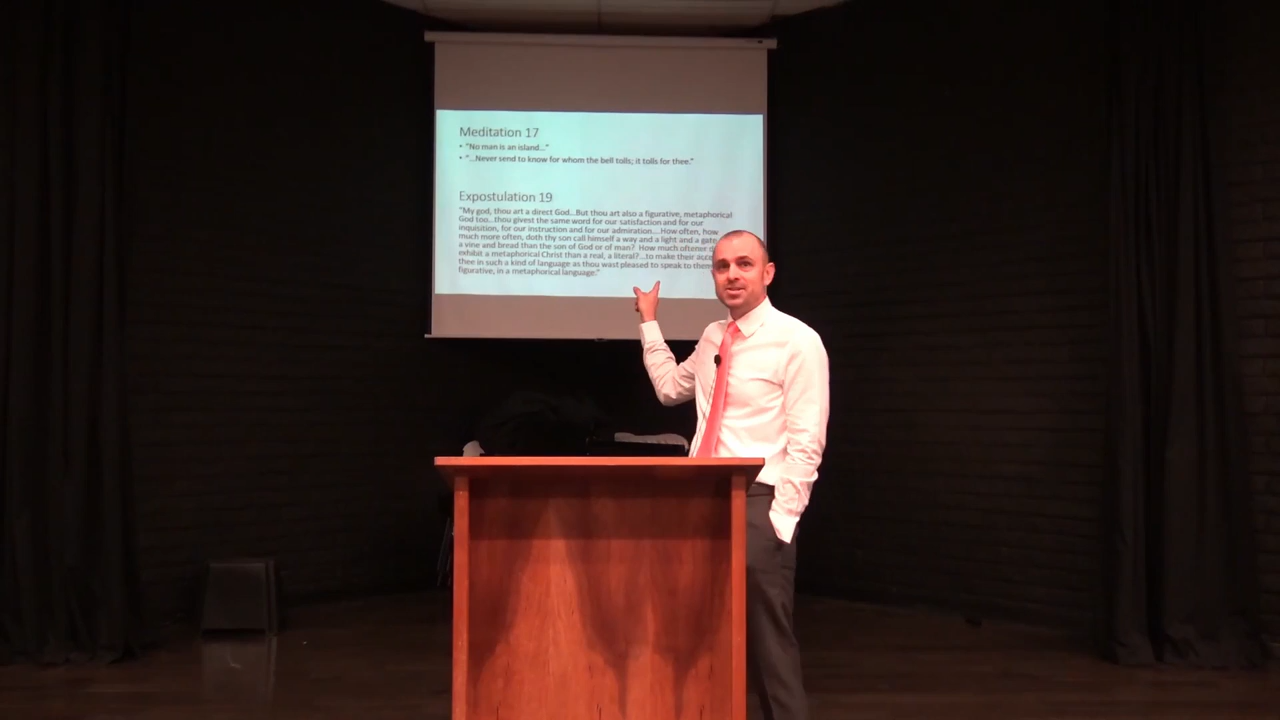 Meditation 17
• "No man is an island..."
• "...Never send to know for whom the bell tolls; it tolls for thee."
Expostulation 19
"My god, thou art a direct God...But thou art also a figurative, metaphorical
God too...thou givest the same word for our satisfaction and for our
inquisition, for our instruction and for our admiration....How often, how
much more often, doth thy son call himself a way and a light and a gate
a vine and bread than the son of God or of man? How much oftener
exhibit a metaphorical Christ than a real, a literal?...to make their
thee in such a kind of language as thou wast pleased to speak to
figurative, in a metaphorical language."